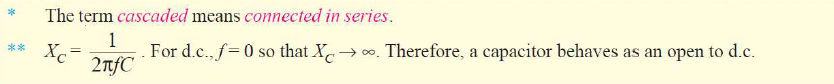 * The term cascaded means connected in series.
** X_C = 1/2πfC . For d.c., f = 0 so that X_C → ∞. Therefore, a capacitor behaves as an open to d.c.